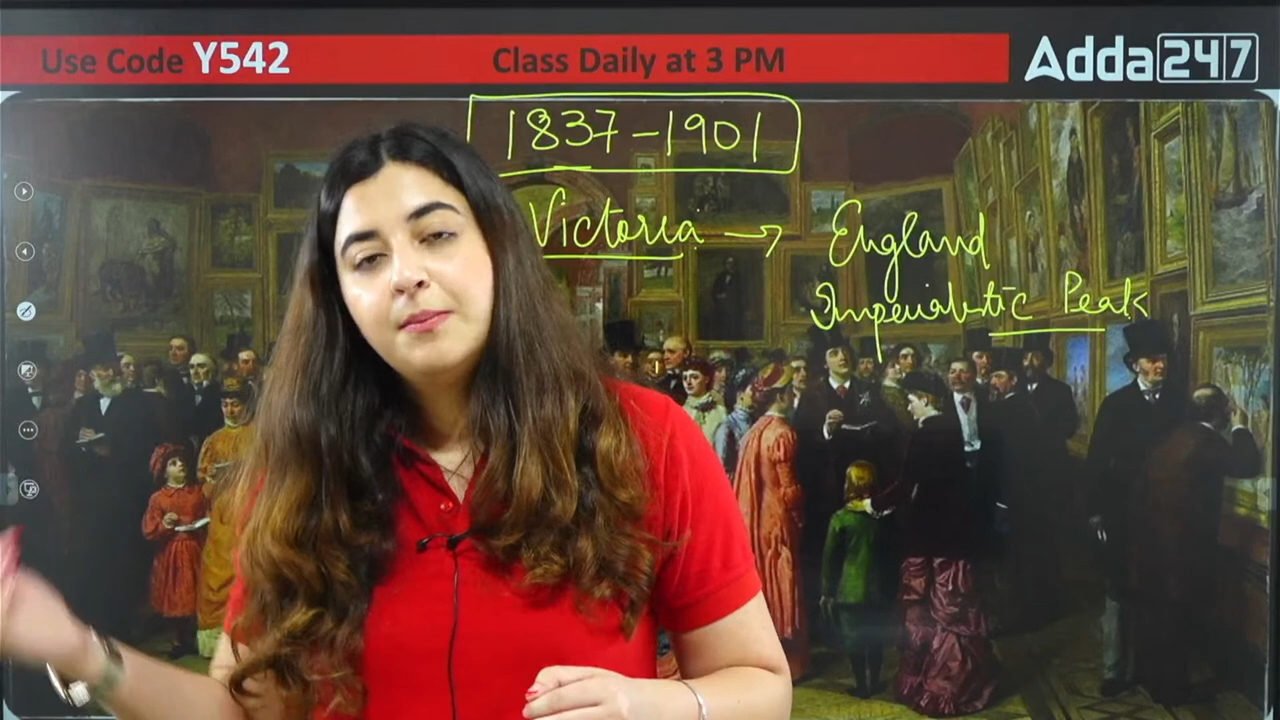 Use Code Y542 Class Daily at 3 PM Adda247
1837-1901
Victoria → England
Imperialistic Peak